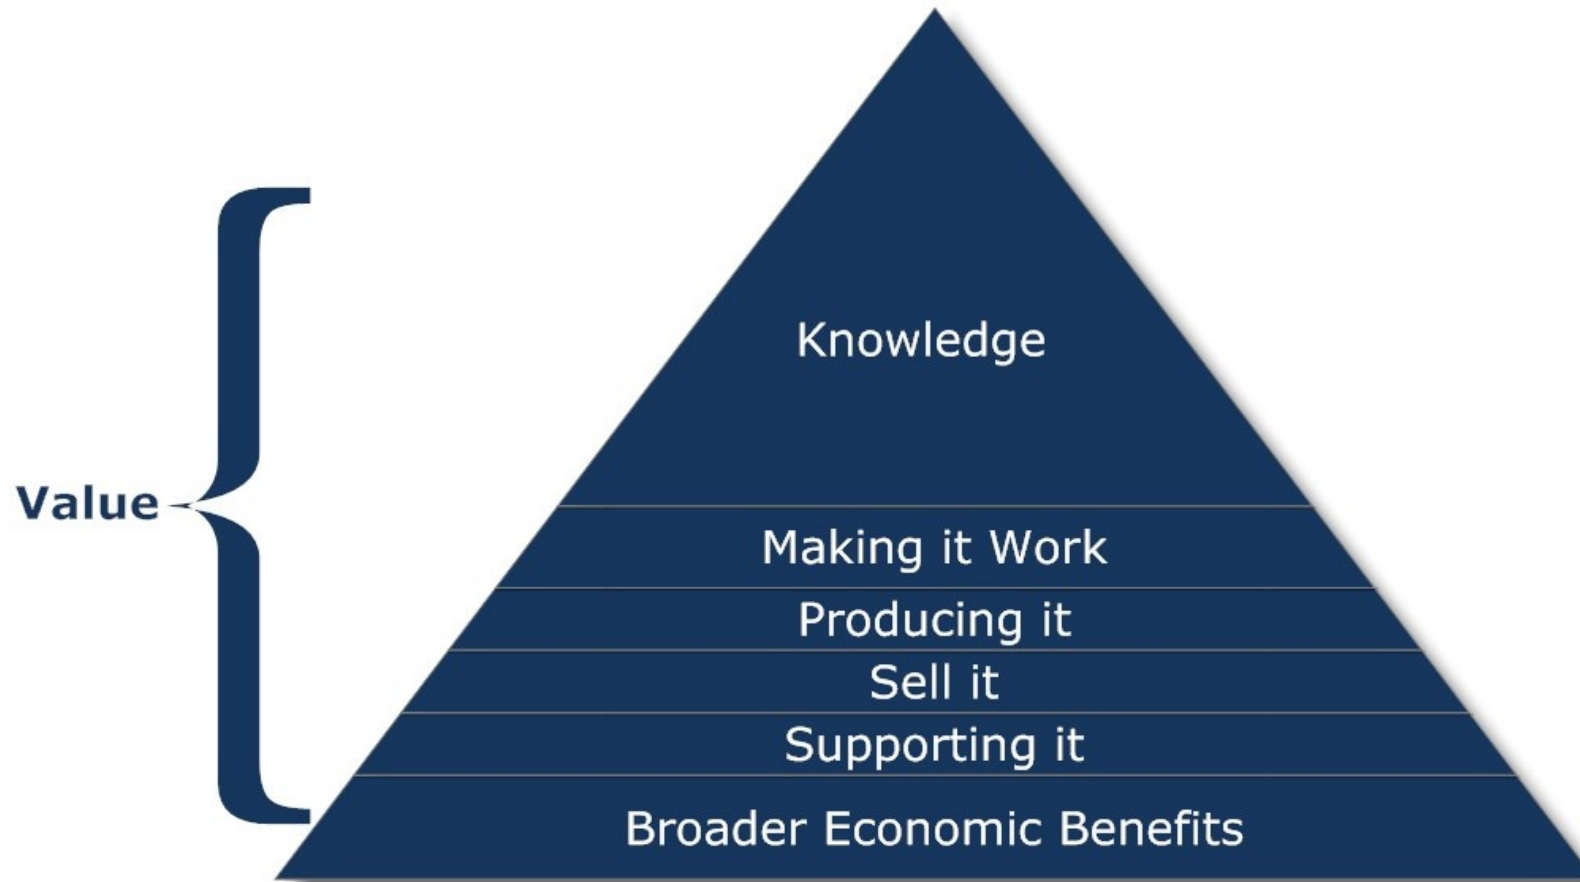 Knowledge
Value
Making it Work
Producing it
Sell it
Supporting it
Broader Economic Benefits